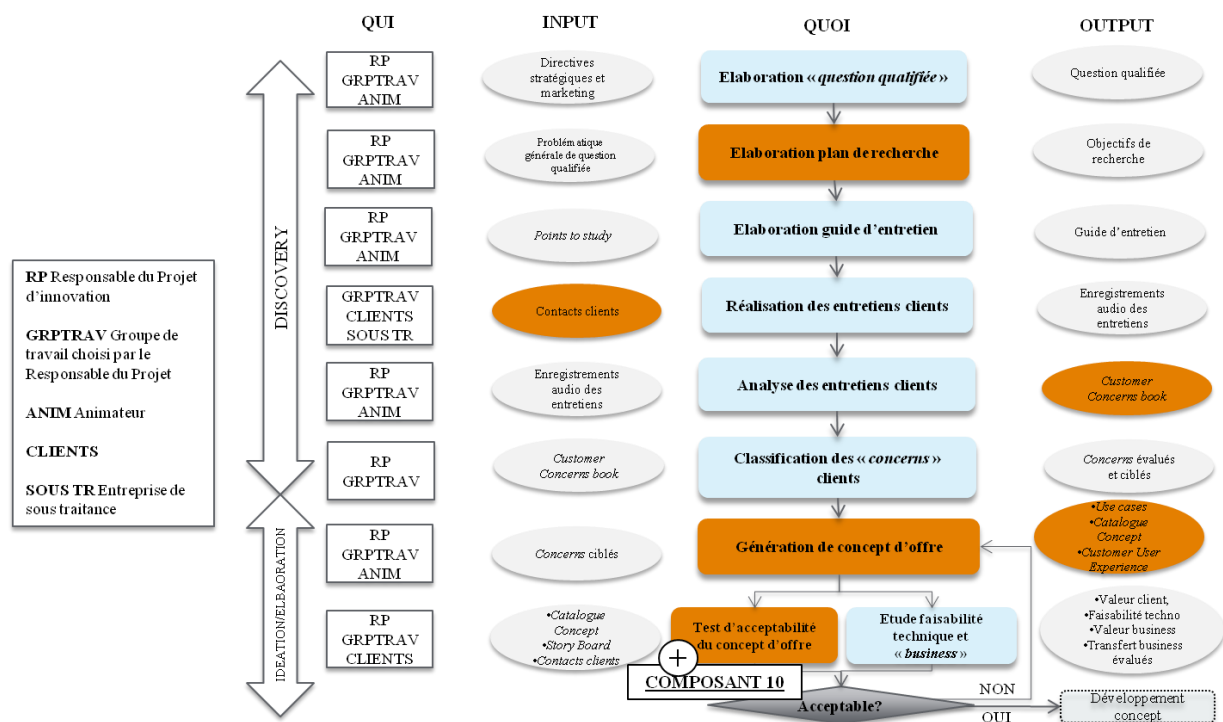 QUI
INPUT
QUOI
OUTPUT
RP
GRPTRAV
ANIM
Directives
stratégiques et
marketing
Elaboration « question qualifiée »
Question qualifiée
RP
GRPTRAV
ANIM
Problématique
générale de question
qualifiée
Elaboration plan de recherche
Objectifs de
recherche
RP
GRPTRAV
ANIM
Points to study
Elaboration guide d'entretien
Guide d'entretien
DISCOVERY
RP Responsable du Projet
d'innovation
GRPTRAV Groupe de
travail choisi par le
Responsable du Projet
ANIM Animateur
CLIENTS
SOUS TR Entreprise de
sous traitance
GRPTRAV
CLIENTS
SOUS TR
Contacts clients
Réalisation des entretiens clients
Enregistrements
audio des
entretiens
RP
GRPTRAV
ANIM
Enregistrements
audio des
entretiens
Analyse des entretiens clients
Customer
Concerns book
RP
GRPTRAV
Customer
Concerns book
Classification des « concerns »
clients
Concerns évalués
et ciblés
IDEATION/ELBAORATION
RP
GRPTRAV
ANIM
Concerns ciblés
Génération de concept d'offre
•Use cases
•Catalogue
Concept
•Customer User
Experience
RP
GRPTRAV
CLIENTS
•Catalogue
Concept
•Story Board
•Contacts clients
Test d'acceptabilité
du concept d'offre
Etude faisabilité
technique et
« business »
•Valeur client,
•Faisabilité techno
•Valeur business
•Transfert business
évalués
+
COMPOSANT 10
Acceptable?
NON
OUI
Développement
concept